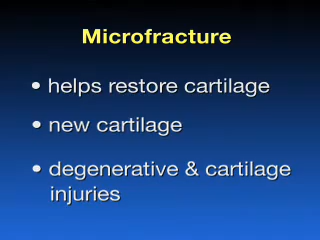 Microfracture
• helps restore cartilage
• new cartilage
• degenerative & cartilage
injuries